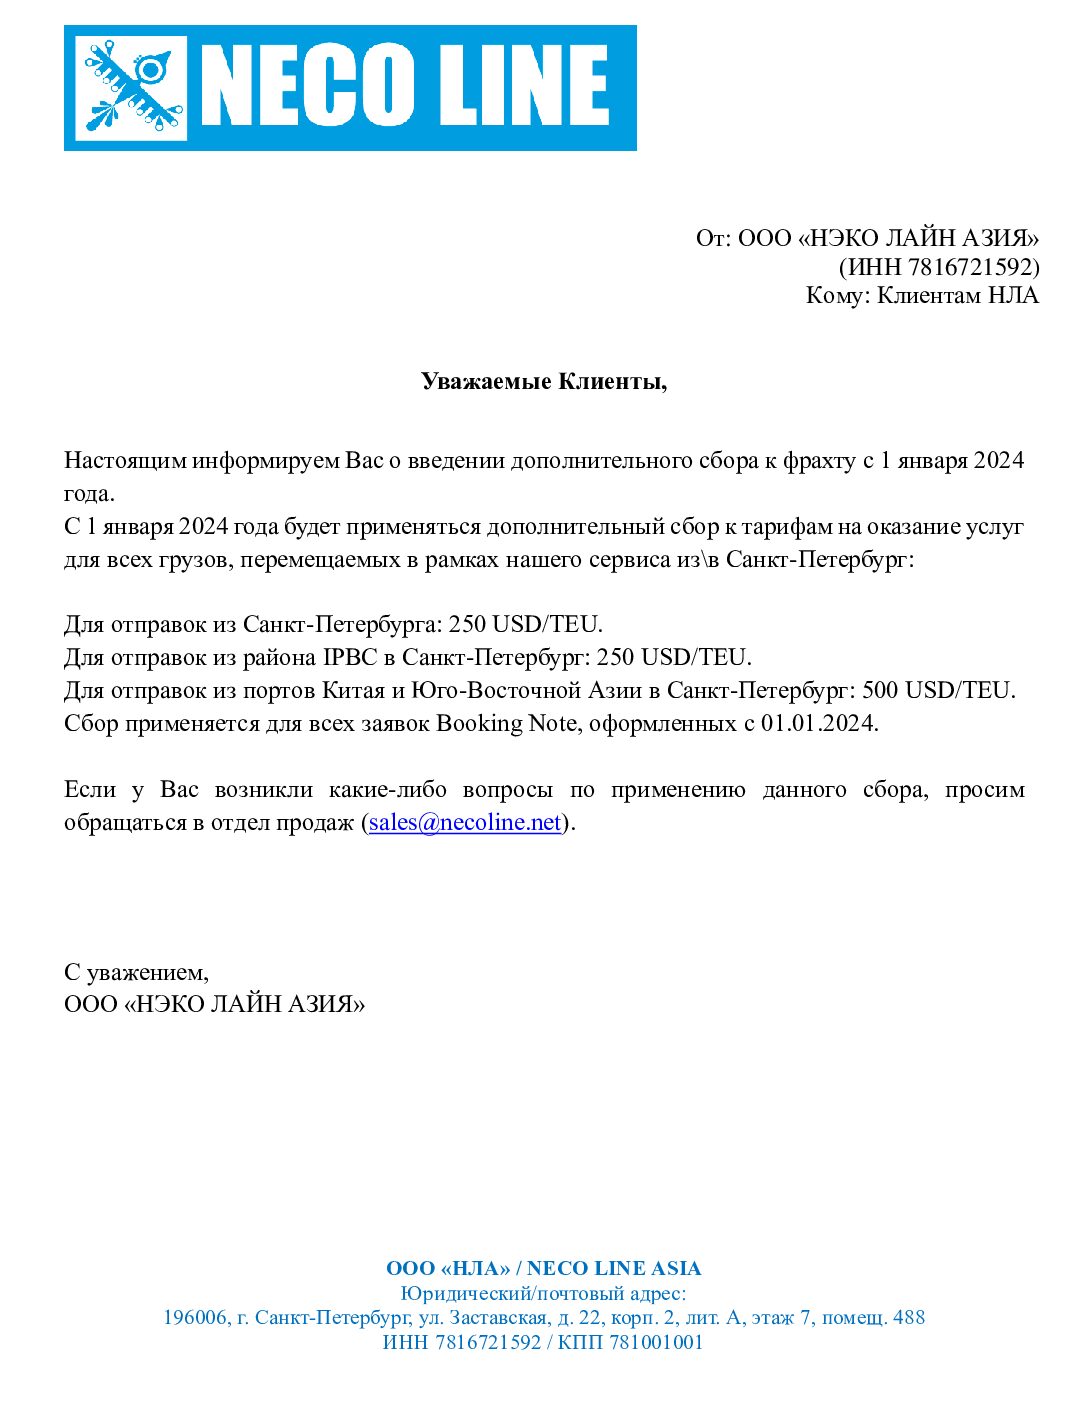 NECO LINE
От: ООО «НЭКО ЛАЙН АЗИЯ»
(ИНН 7816721592)
Кому: Клиентам НЛА
Уважаемые Клиенты,
Настоящим информируем Вас о введении дополнительного сбора к фрахту с 1 января 2024
года.
С 1 января 2024 года будет применяться дополнительный сбор к тарифам на оказание услуг
для всех грузов, перемещаемых в рамках нашего сервиса из\в Санкт-Петербург:
Для отправок из Санкт-Петербурга: 250 USD/TEU.
Для отправок из района IPBC в Санкт-Петербург: 250 USD/TEU.
Для отправок из портов Китая и Юго-Восточной Азии в Санкт-Петербург: 500 USD/TEU.
Сбор применяется для всех заявок Booking Note, оформленных с 01.01.2024.
Если у Вас возникли какие-либо вопросы по применению данного сбора, просим
обращаться в отдел продаж (sales@necoline.net).
С уважением,
ООО «НЭКО ЛАЙН АЗИЯ»
ООО «НЛА» / NECO LINE ASIA
Юридический/почтовый адрес:
196006, г. Санкт-Петербург, ул. Заставская, д. 22, корп. 2, лит. А, этаж 7, помещ. 488
ИНН 7816721592 / КПП 781001001